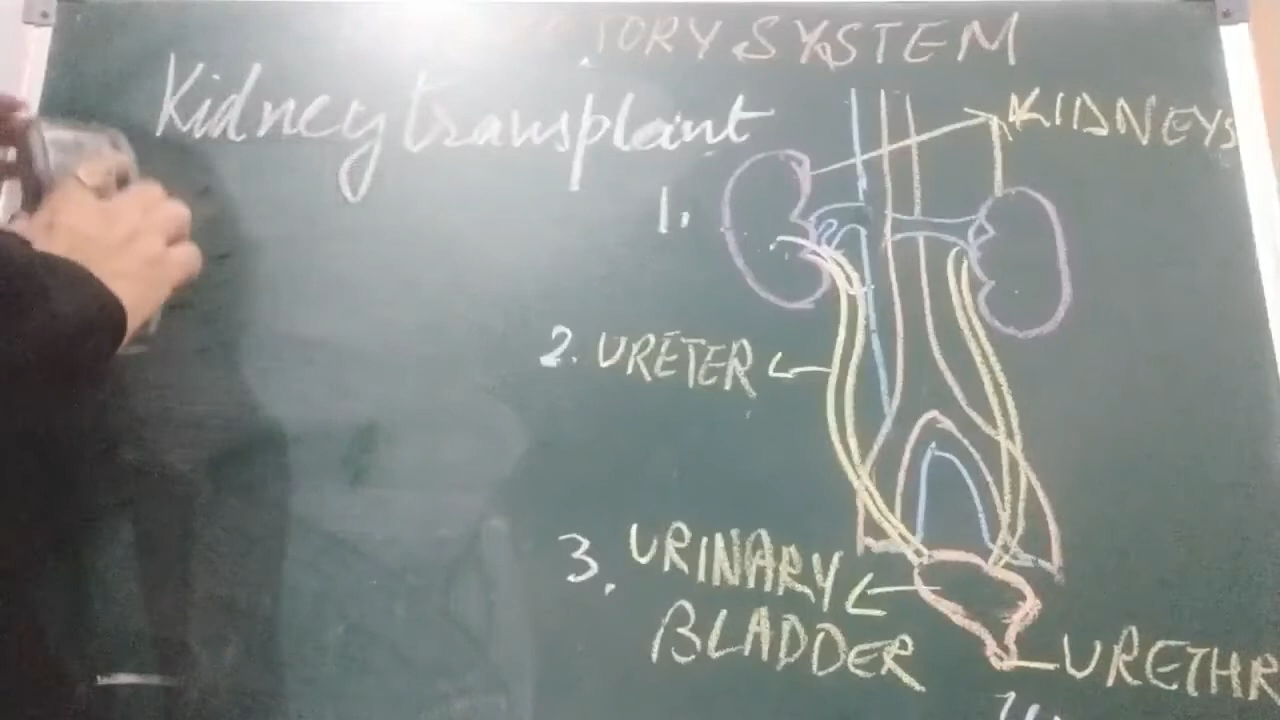 TORY SYSTEM
Kidney transplant
KIDNEYS
1.
2. URETER
3. URINARY
BLADDER
URETHR